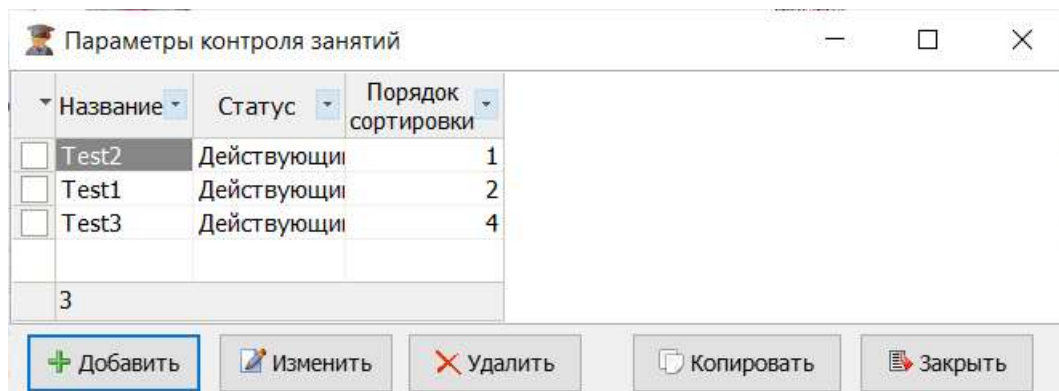 Параметры контроля занятий
Название Статус Порядок сортировки
Test2 Действующи 1
Test1 Действующи 2
Test3 Действующи 4
3
Добавить Изменить Удалить Копировать Закрыть